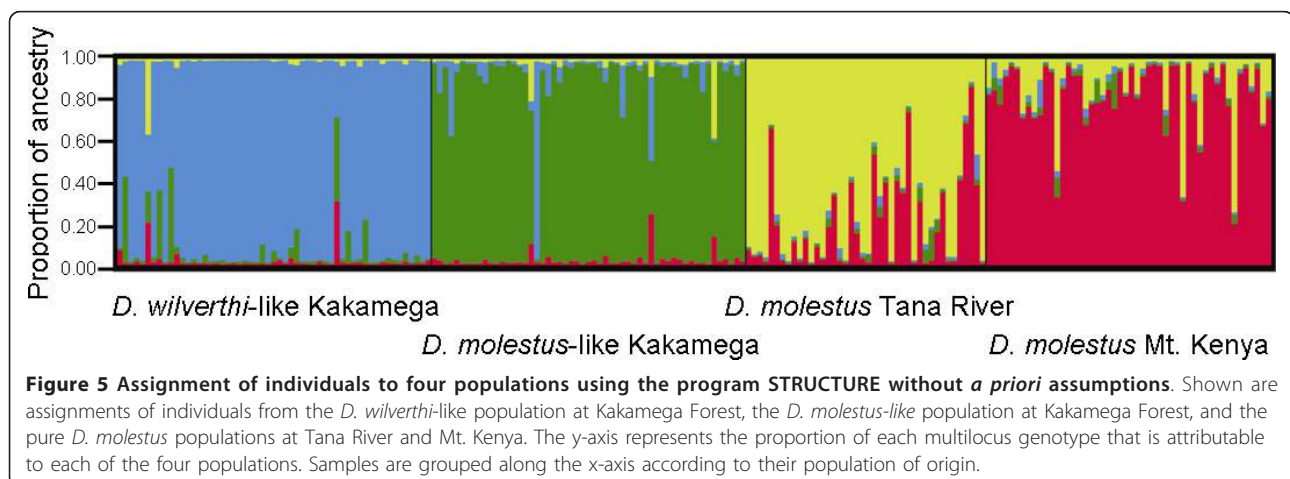 Proportion of ancestry
1.00
0.80
0.60
0.40
0.20
0.00
D. wilverthi-like Kakamega
D. molestus Tana River
D. molestus-like Kakamega
D. molestus Mt. Kenya
Figure 5 Assignment of individuals to four populations using the program STRUCTURE without a priori assumptions. Shown are
assignments of individuals from the D. wilverthi-like population at Kakamega Forest, the D. molestus-like population at Kakamega Forest, and the
pure D. molestus populations at Tana River and Mt. Kenya. The y-axis represents the proportion of each multilocus genotype that is attributable
to each of the four populations. Samples are grouped along the x-axis according to their population of origin.